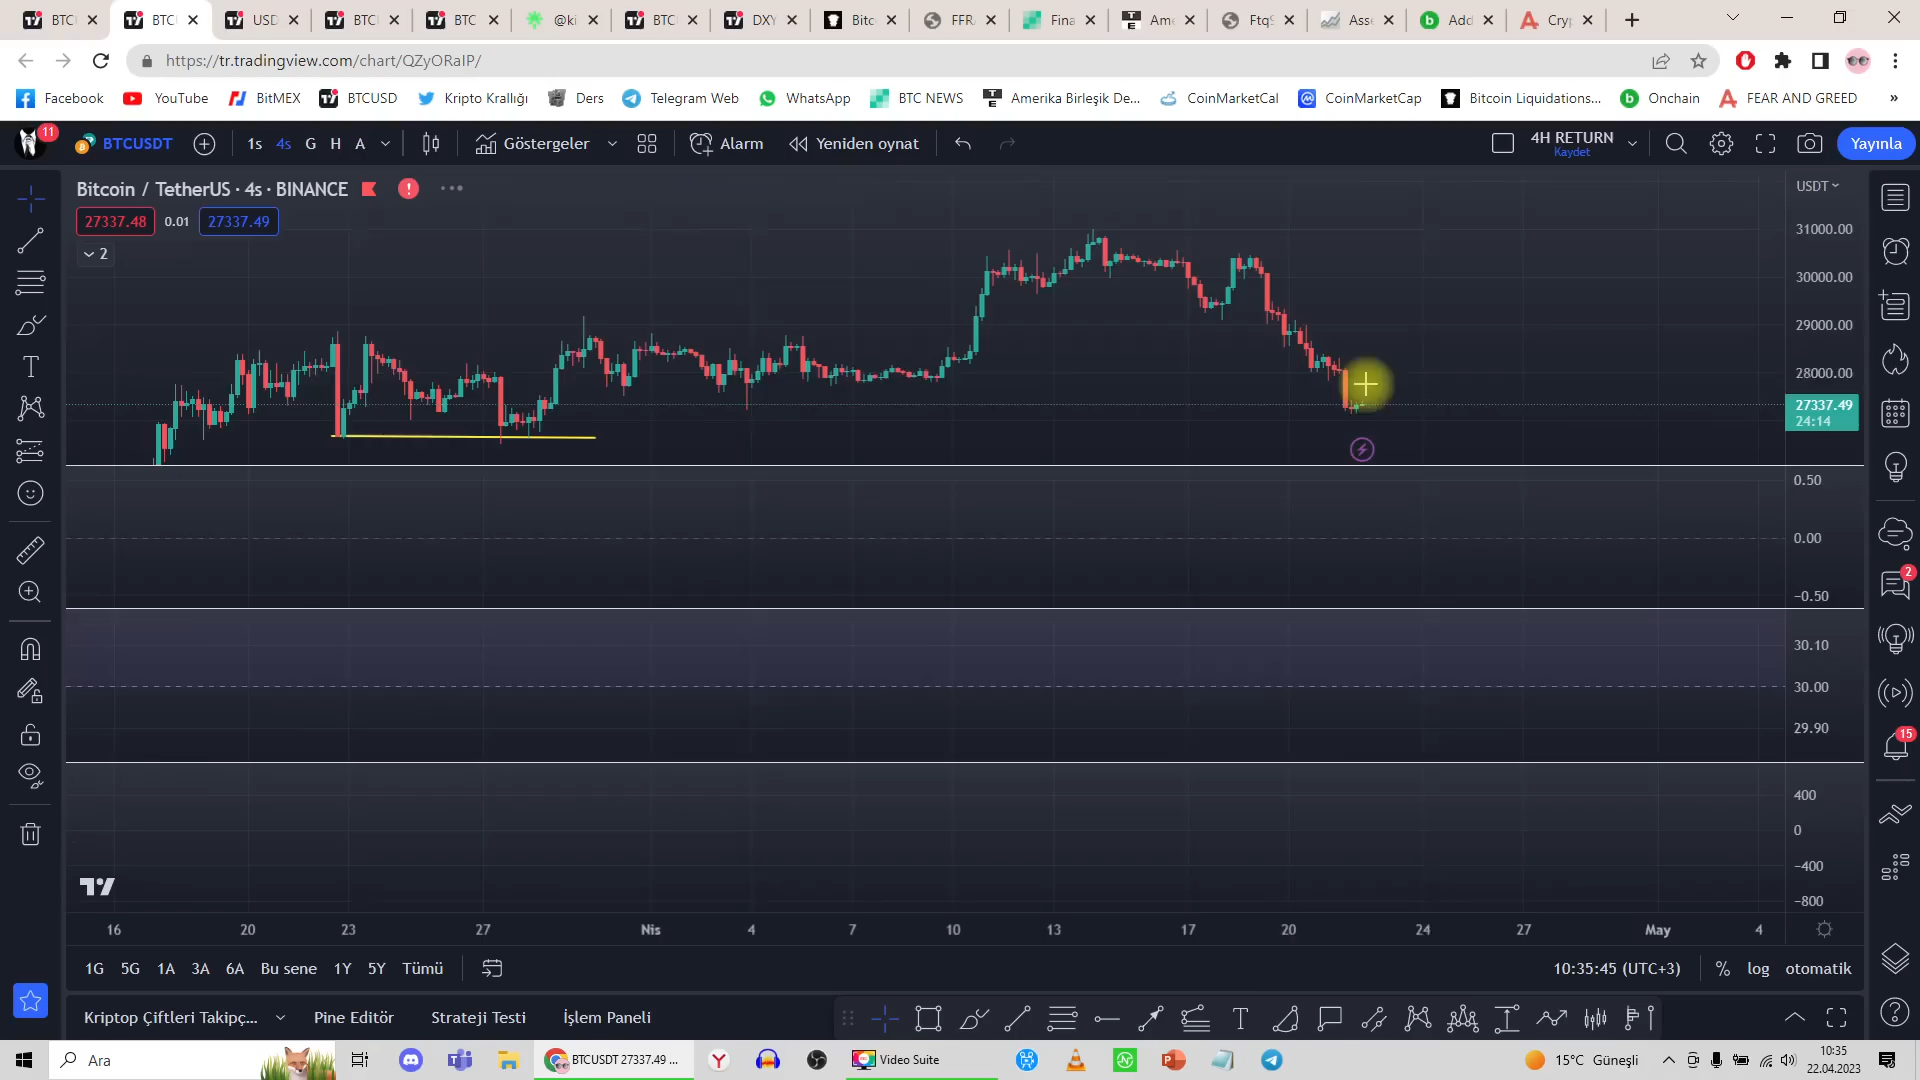 BTC
BTC
USD
BTC
BTC
@ki
BTC
DXY
Bitc
FFR
Fina
Ame
Ftq
Asse
Add
Cryp
https://tr.tradingview.com/chart/QZyORaIP/
Facebook
YouTube
BitMEX
BTCUSD
Kripto Krallığı
Ders
Telegram Web
WhatsApp
BTC NEWS
Amerika Birleşik De...
CoinMarketCal
CoinMarketCap
Bitcoin Liquidations...
Onchain
FEAR AND GREED
»
11
BTCUSDT
1s
4s
G
H
A
Göstergeler
Alarm
Yeniden oynat
4H RETURN
Kaydet
Yayınla
Bitcoin / TetherUS · 4s · BINANCE
27337.48
0.01
27337.49
2
USDT
31000.00
30000.00
29000.00
28000.00
27337.49
24:14
0.50
0.00
−0.50
30.10
30.00
29.90
400
0
−400
−800
2
15
16
20
23
27
Nis
4
7
10
13
17
20
24
27
May
4
1G
5G
1A
3A
6A
Bu sene
1Y
5Y
Tümü
10:35:45 (UTC+3)
%
log
otomatik
Kriptop Çiftleri Takipç...
Pine Editör
Strateji Testi
İşlem Paneli
Ara
BTCUSDT 27337.49 ...
Video Suite
15°C Güneşli
10:35
22.04.2023